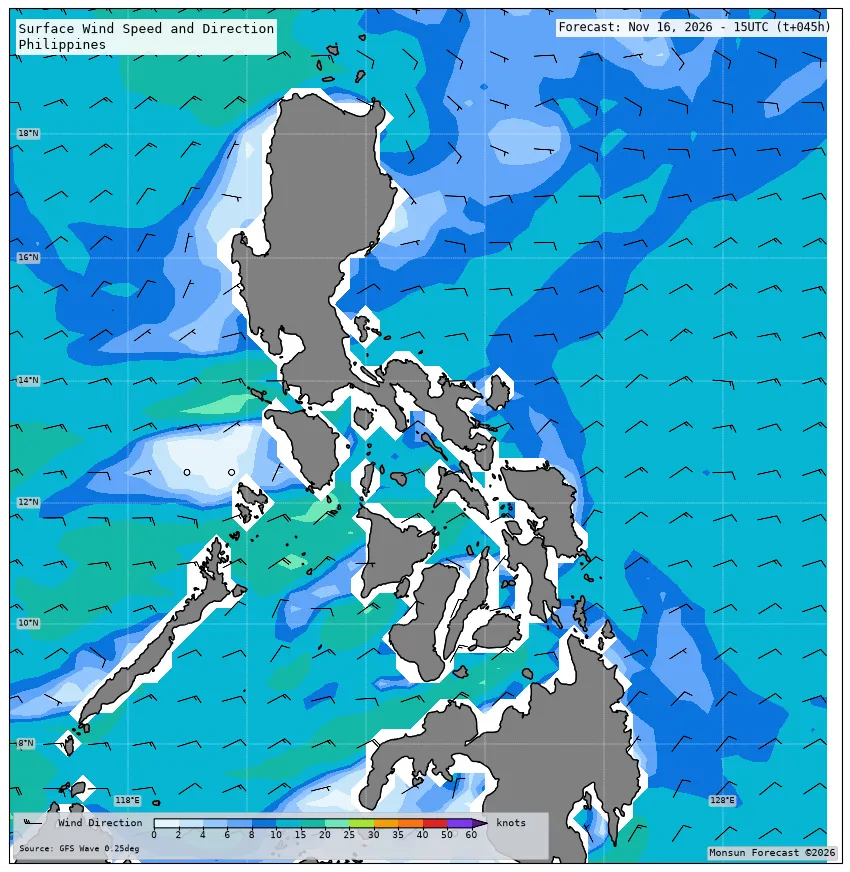 Surface Wind Speed and Direction
Philippines
Forecast: Nov 16, 2026 - 15UTC (t+045h)
18°N
16°N
14°N
12°N
10°N
8°N
118°E
128°E
Wind Direction
knots
0 2 4 6 8 10 15 20 25 30 35 40 50 60
Source: GFS Wave 0.25deg
Monsun Forecast ©2026